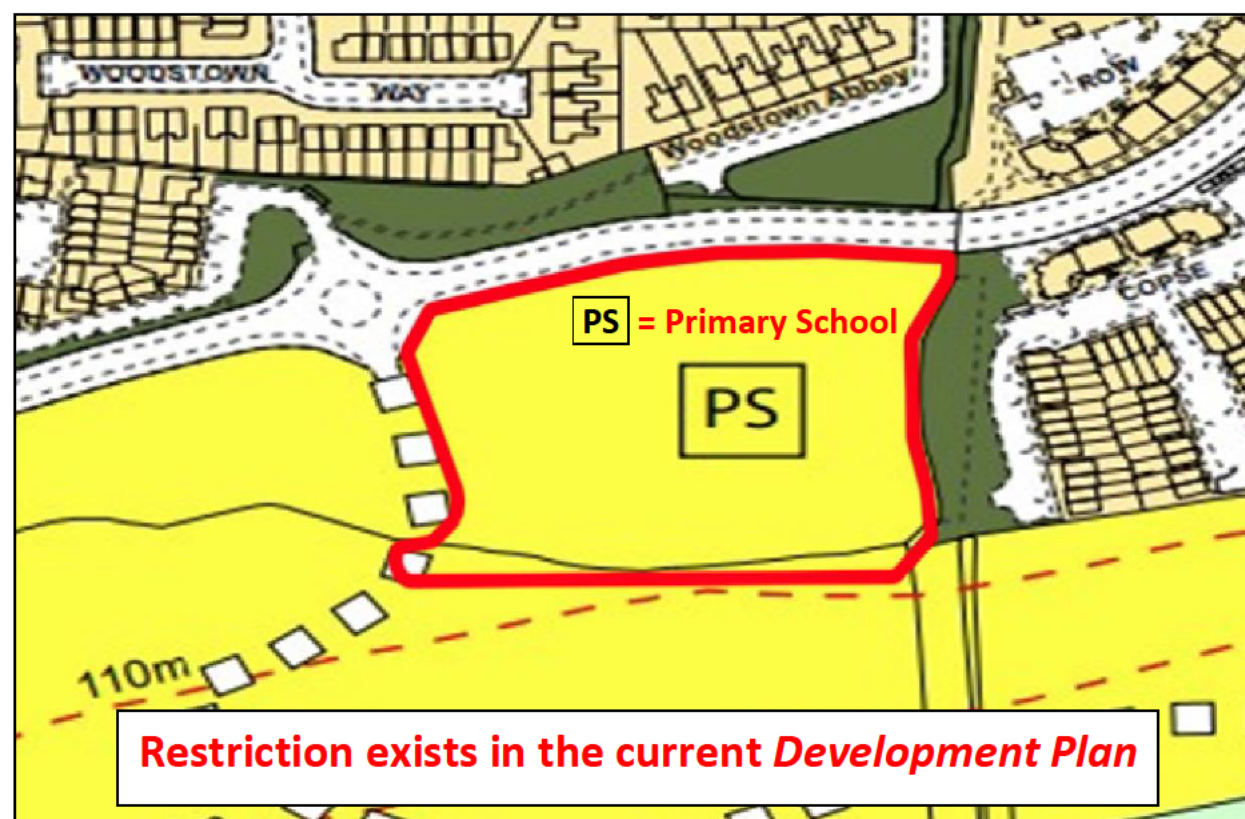 WOODSTOWN
WAY
Woodstown Abbey
ROW
COPSE
PS = Primary School
PS
110m
Restriction exists in the current Development Plan